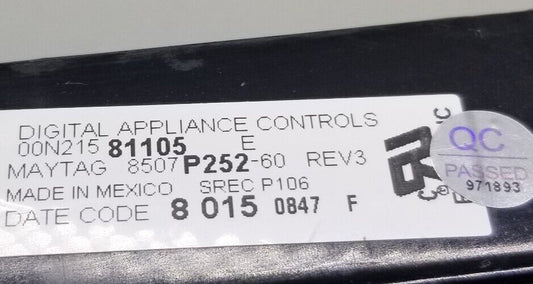 DIGITAL APPLIANCE CONTROLS
00N215 81105 E
MAYTAG 8507P252-60 REV3
MADE IN MEXICO SREC P106
DATE CODE 8 015 0847 F
QC
PASSED
971893